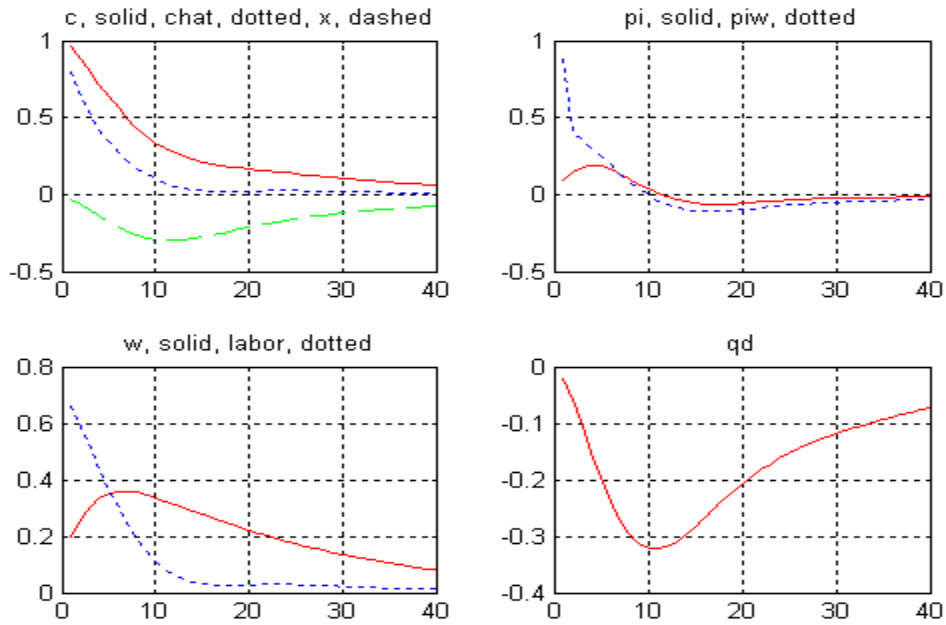 c, solid, chat, dotted, x, dashed
1
0.5
0
-0.5
0 10 20 30 40
pi, solid, piw, dotted
1
0.5
0
-0.5
0 10 20 30 40
w, solid, labor, dotted
0.8
0.6
0.4
0.2
0
0 10 20 30 40
qd
0
-0.1
-0.2
-0.3
-0.4
0 10 20 30 40